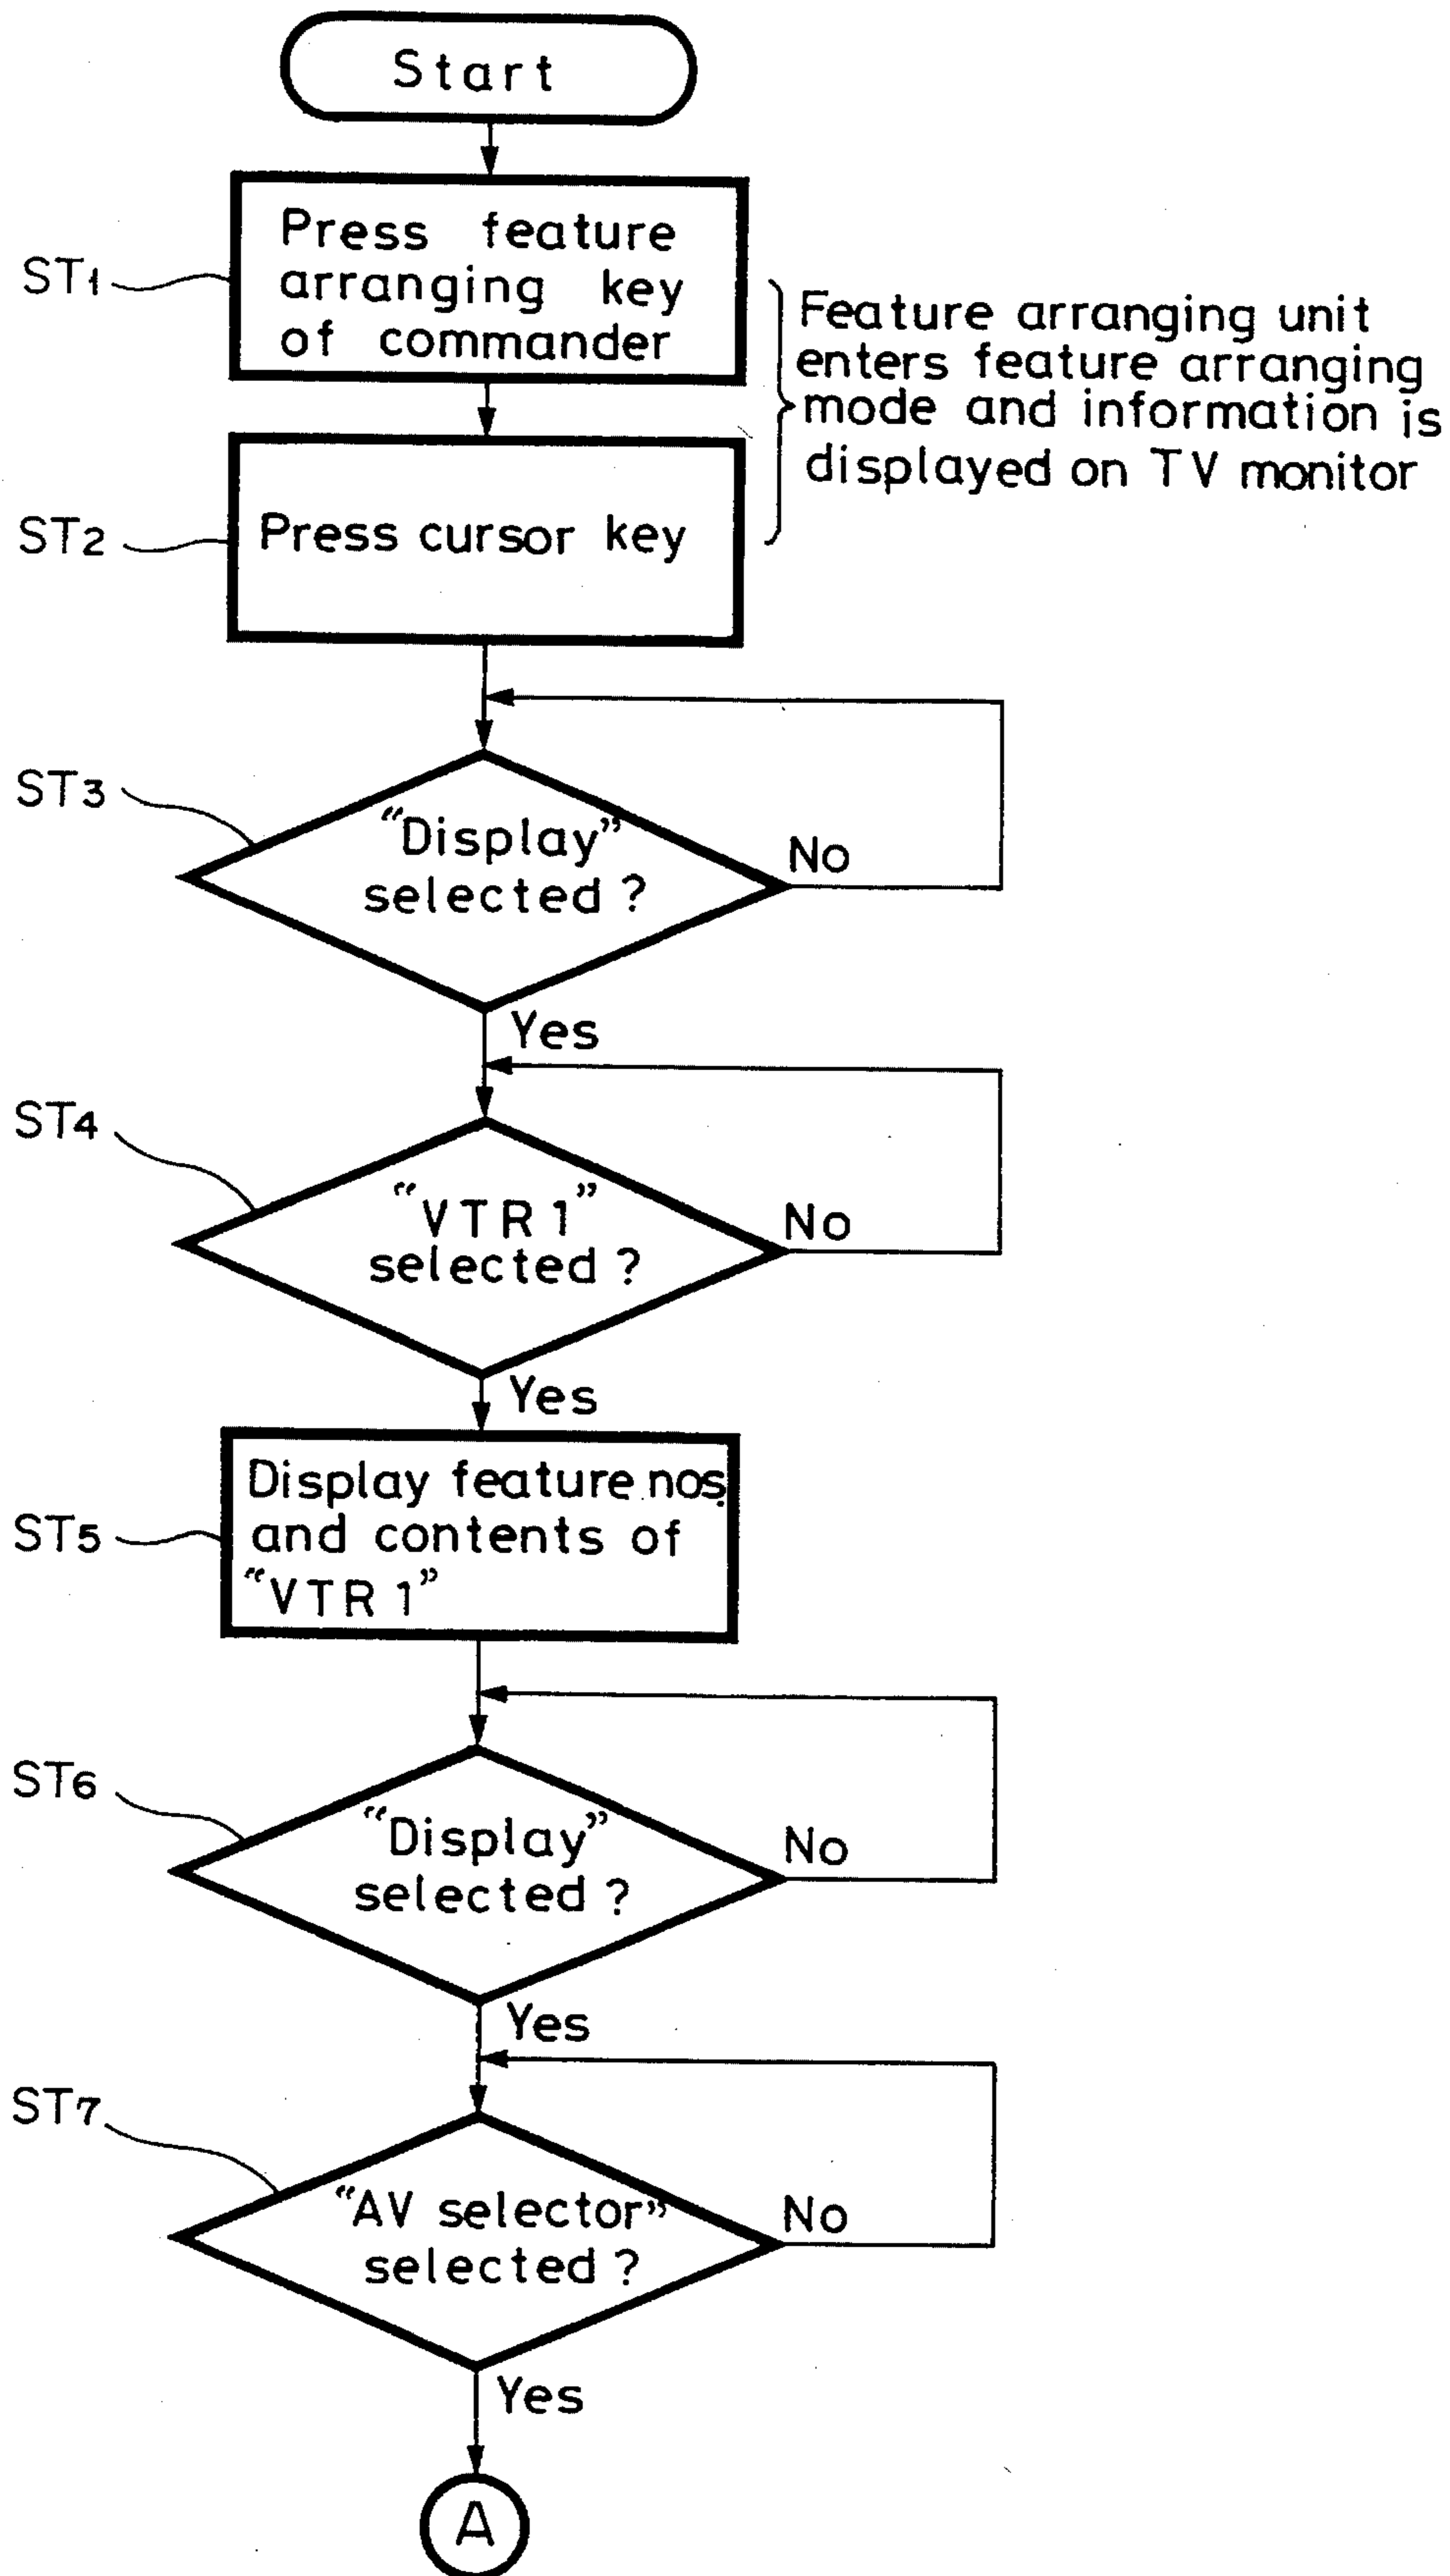 Start
ST1
Press feature
arranging key
of commander
Feature arranging unit
enters feature arranging
mode and information is
displayed on TV monitor
ST2
Press cursor key
ST3
“Display”
selected ?
No
Yes
ST4
“VTR 1”
selected ?
No
Yes
ST5
Display feature nos.
and contents of
“VTR 1”
ST6
“Display”
selected ?
No
Yes
ST7
“AV selector”
selected ?
No
Yes
A